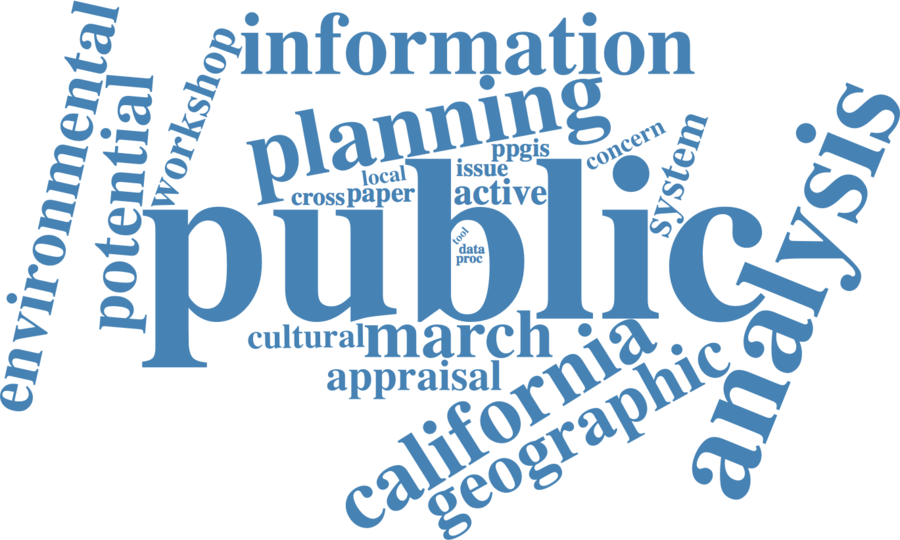 information
environmental
potential
workshop
planning
ppgis
concern
system
analysis
local
issue
cross
paper
active
public
tool
data
proc
cultural
march
appraisal
california
geographic